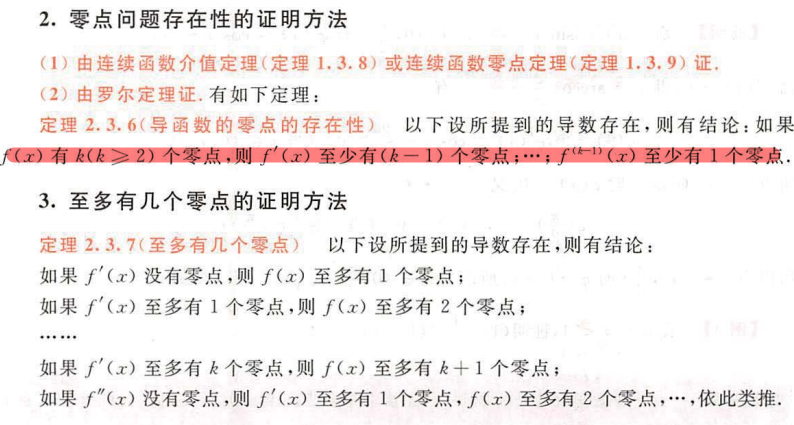 2. 零点问题存在性的证明方法
(1) 由连续函数介值定理(定理 1.3.8) 或连续函数零点定理(定理 1.3.9) 证.
(2) 由罗尔定理证. 有如下定理：
定理 2.3.6(导函数的零点的存在性) 以下设所提到的导数存在,则有结论：如果
f(x) 有 k(k⩾2) 个零点,则 f′(x) 至少有(k−1) 个零点;…; f^(k−1)(x) 至少有 1 个零点.
3. 至多有几个零点的证明方法
定理 2.3.7(至多有几个零点) 以下设所提到的导数存在,则有结论：
如果 f′(x) 没有零点,则 f(x) 至多有 1 个零点;
如果 f′(x) 至多有 1 个零点,则 f(x) 至多有 2 个零点;
……
如果 f′(x) 至多有 k 个零点,则 f(x) 至多有 k+1 个零点;
如果 f″(x) 没有零点,则 f′(x) 至多有 1 个零点, f(x) 至多有 2 个零点,…,依此类推.